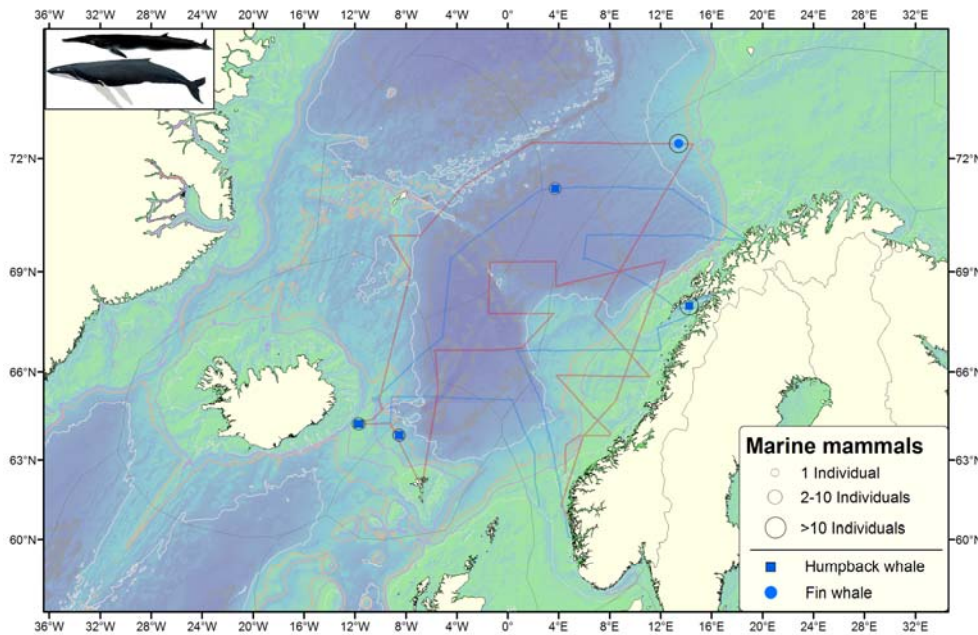 36°W 32°W 28°W 24°W 20°W 16°W 12°W 8°W 4°W 0° 4°E 8°E 12°E 16°E 20°E 24°E 28°E 32°E
72°N 72°N
69°N 69°N
66°N 66°N
63°N 63°N
60°N 60°N
Marine mammals
1 Individual
2-10 Individuals
>10 Individuals
Humpback whale
Fin whale
36°W 32°W 28°W 24°W 20°W 16°W 12°W 8°W 4°W 0° 4°E 8°E 12°E 16°E 20°E 24°E 28°E 32°E